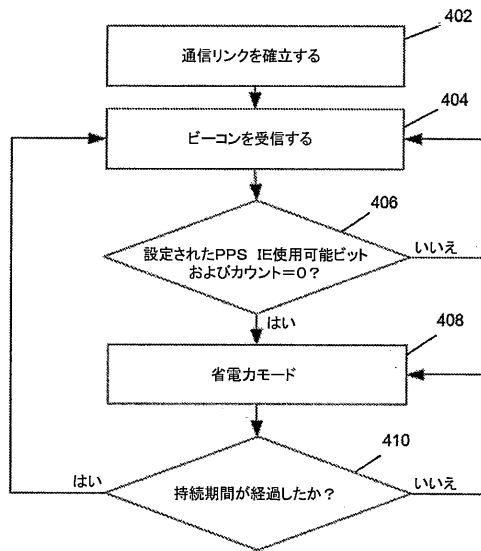 402
通信リンクを確立する
404
ビーコンを受信する
406
設定されたPPS IE使用可能ビット
およびカウント=0?
いいえ
はい
408
省電力モード
410
持続期間が経過したか?
はい
いいえ